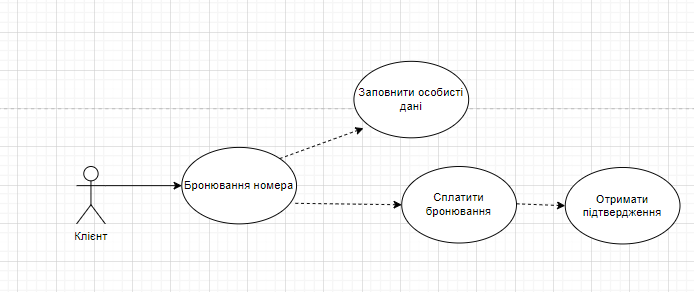 Заповнити особисті
дані
Бронювання номера
Клієнт
Сплатити
бронювання
Отримати
підтвердження